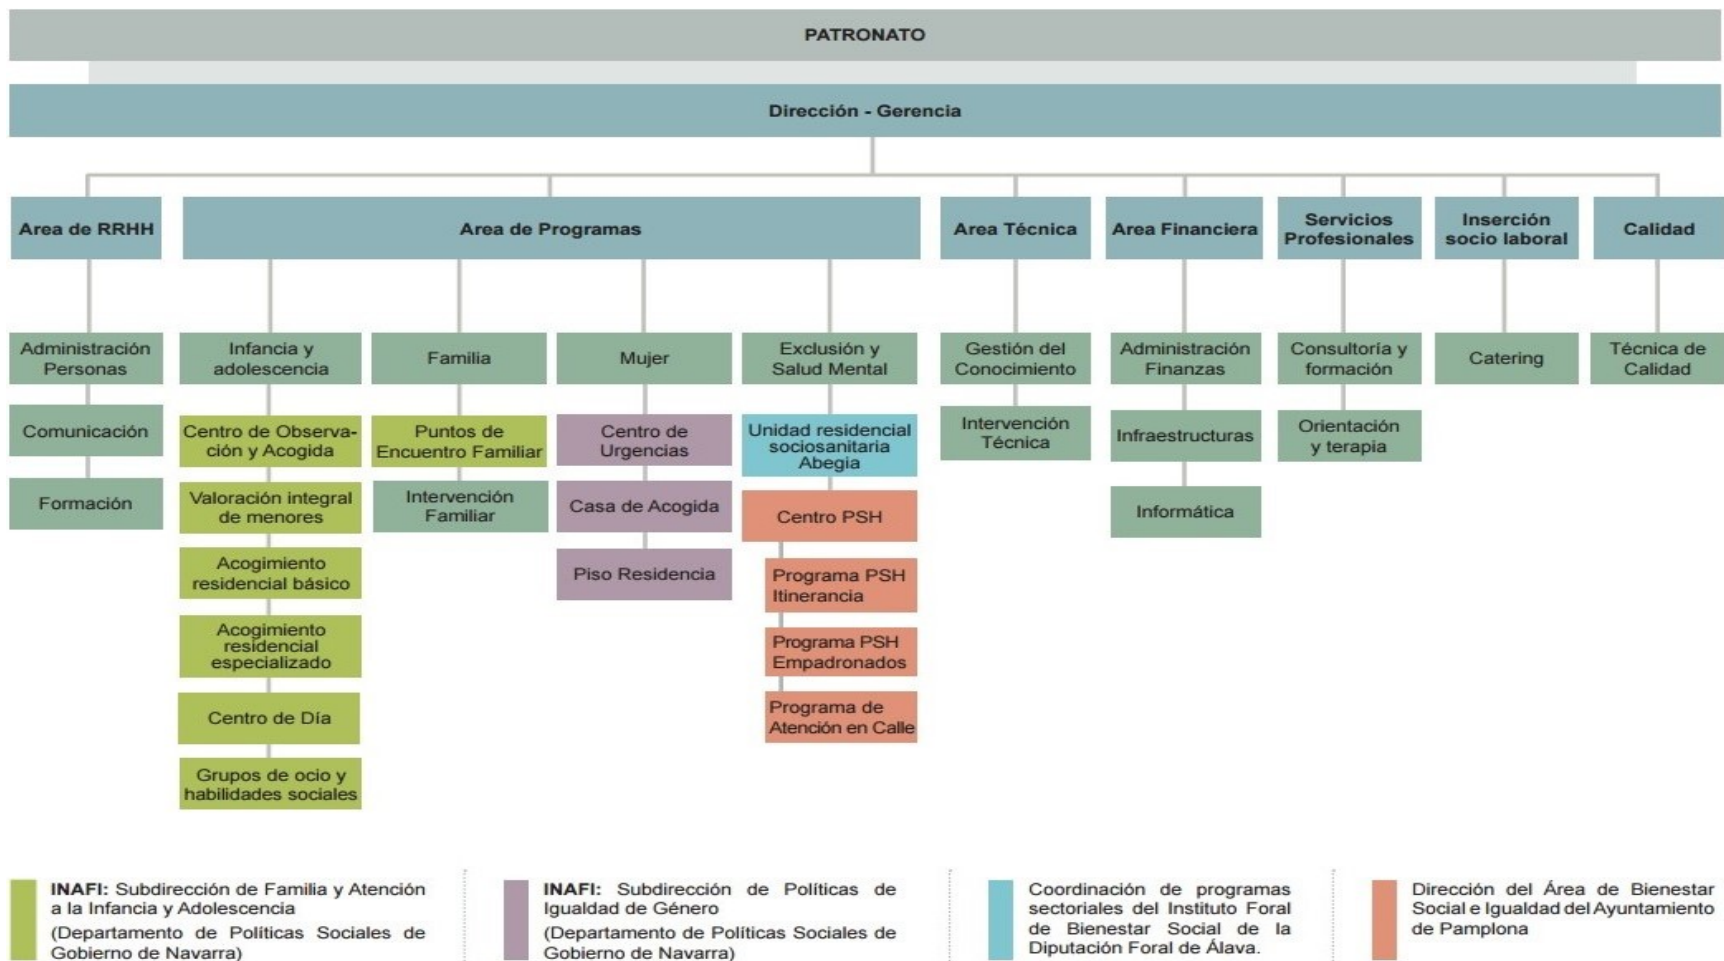 PATRONATO
Dirección - Gerencia
Area de RRHH
Area de Programas
Area Técnica
Area Financiera
Servicios
Profesionales
Inserción
socio laboral
Calidad
Administración
Personas
Infancia y
adolescencia
Familia
Mujer
Exclusión y
Salud Mental
Gestión del
Conocimiento
Administración
Finanzas
Consultoría y
formación
Catering
Técnica de
Calidad
Comunicación
Centro de Observa-
ción y Acogida
Puntos de
Encuentro Familiar
Centro de
Urgencias
Unidad residencial
sociosanitaria
Abegia
Intervención
Técnica
Infraestructuras
Orientación
y terapia
Formación
Valoración integral
de menores
Intervención
Familiar
Casa de Acogida
Centro PSH
Informática
Acogimiento
residencial básico
Piso Residencia
Programa PSH
Itinerancia
Acogimiento
residencial
especializado
Programa PSH
Empadronados
Centro de Día
Programa de
Atención en Calle
Grupos de ocio y
habilidades sociales
INAFI: Subdirección de Familia y Atención
a la Infancia y Adolescencia
(Departamento de Políticas Sociales de
Gobierno de Navarra)
INAFI: Subdirección de Políticas de
Igualdad de Género
(Departamento de Políticas Sociales de
Gobierno de Navarra)
Coordinación de programas
sectoriales del Instituto Foral
de Bienestar Social de la
Diputación Foral de Álava.
Dirección del Área de Bienestar
Social e Igualdad del Ayuntamiento
de Pamplona